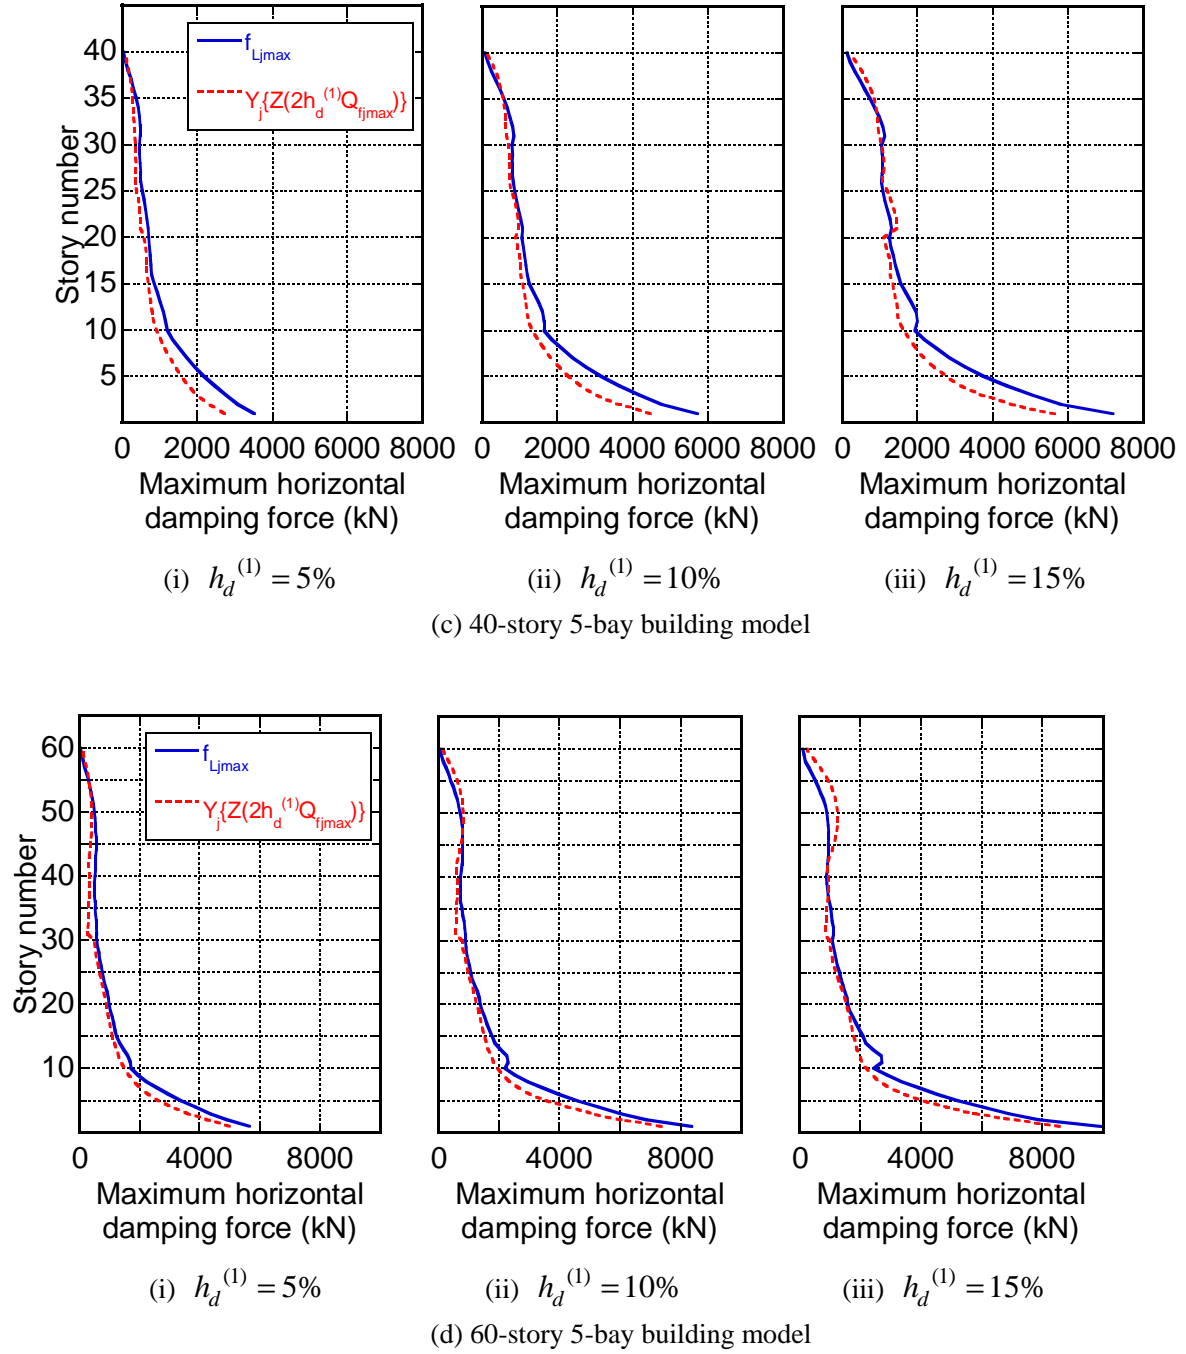 40
35
30
25
20
15
10
5
Story number
f_Ljmax
Y_j{Z(2h_d^(1)Q_fjmax)}
0 2000 4000 6000 8000
0 2000 4000 6000 8000
0 2000 4000 6000 8000
Maximum horizontal
damping force (kN)
Maximum horizontal
damping force (kN)
Maximum horizontal
damping force (kN)
(i) h_d^(1) = 5%
(ii) h_d^(1) = 10%
(iii) h_d^(1) = 15%
(c) 40-story 5-bay building model
60
50
40
30
20
10
Story number
f_Ljmax
Y_j{Z(2h_d^(1)Q_fjmax)}
0 4000 8000
0 4000 8000
0 4000 8000
Maximum horizontal
damping force (kN)
Maximum horizontal
damping force (kN)
Maximum horizontal
damping force (kN)
(i) h_d^(1) = 5%
(ii) h_d^(1) = 10%
(iii) h_d^(1) = 15%
(d) 60-story 5-bay building model